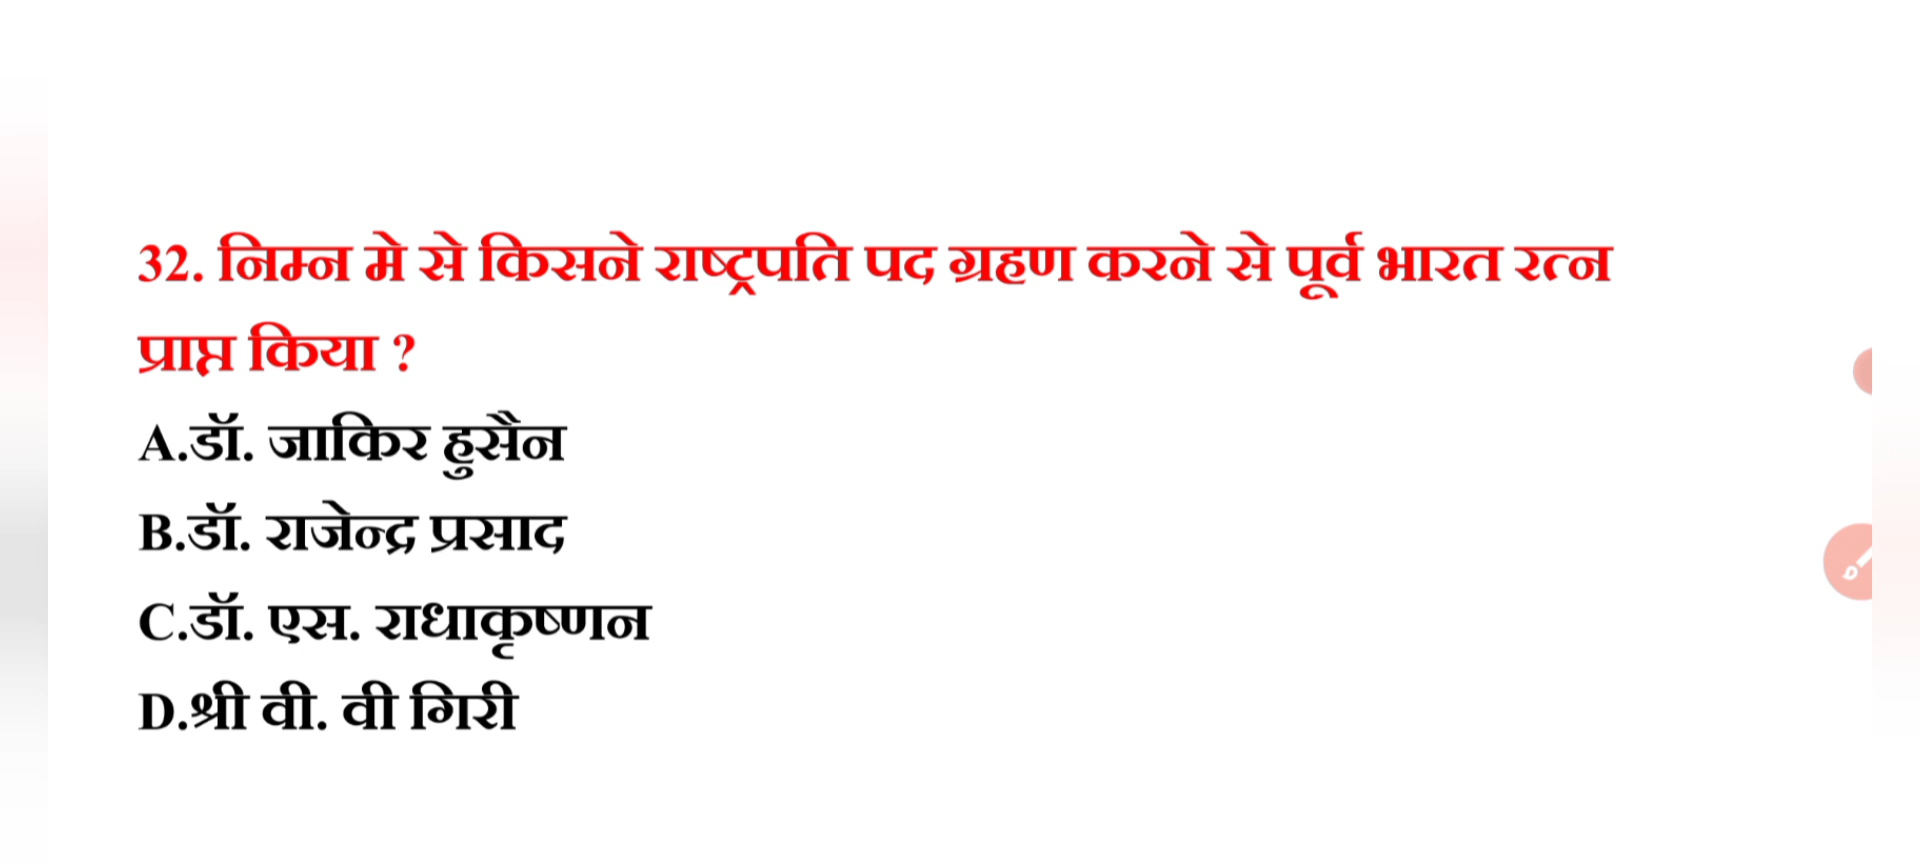 32. निम्न मे से किसने राष्ट्रपति पद ग्रहण करने से पूर्व भारत रत्न
प्राप्त किया ?
A.डॉ. जाकिर हुसैन
B.डॉ. राजेन्द्र प्रसाद
C.डॉ. एस. राधाकृष्णन
D.श्री वी. वी गिरी